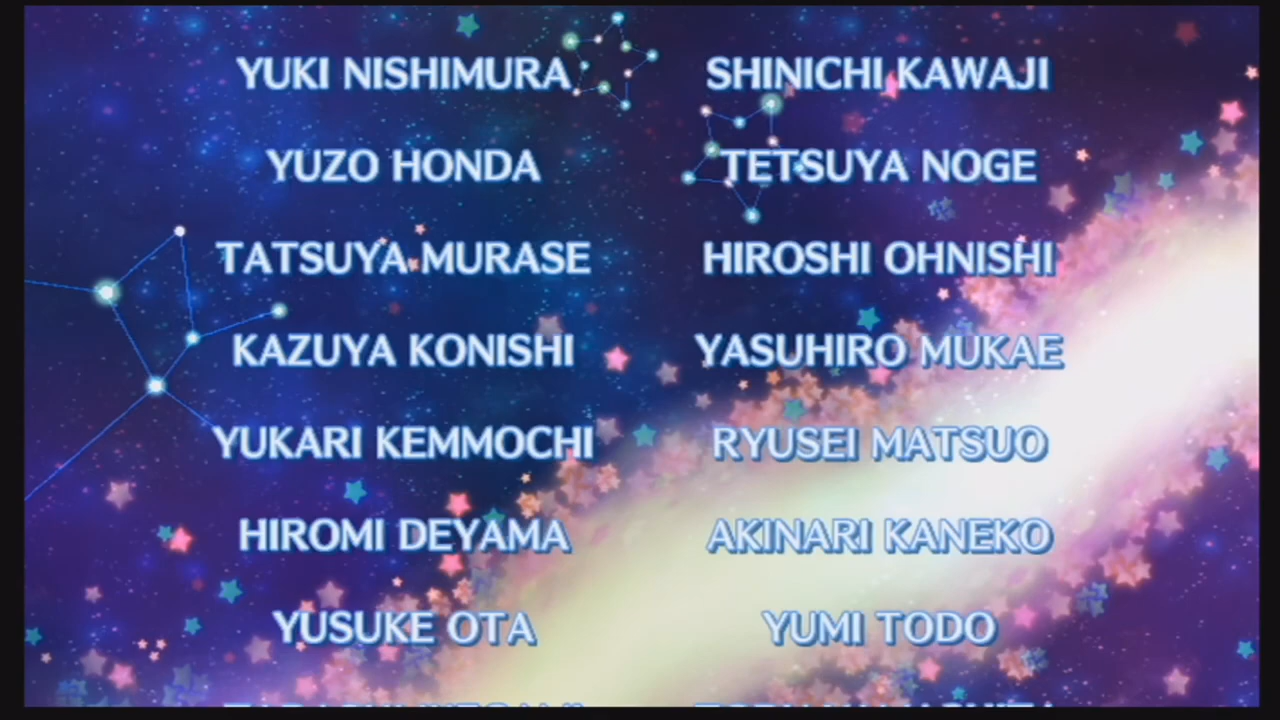 YUKI NISHIMURA SHINICHI KAWAJI
YUZO HONDA TETSUYA NOGE
TATSUYA MURASE HIROSHI OHNISHI
KAZUYA KONISHI YASUHIRO MUKAE
YUKARI KEMMOCHI RYUSEI MATSUO
HIROMI DEYAMA AKINARI KANEKO
YUSUKE OTA YUMI TODO